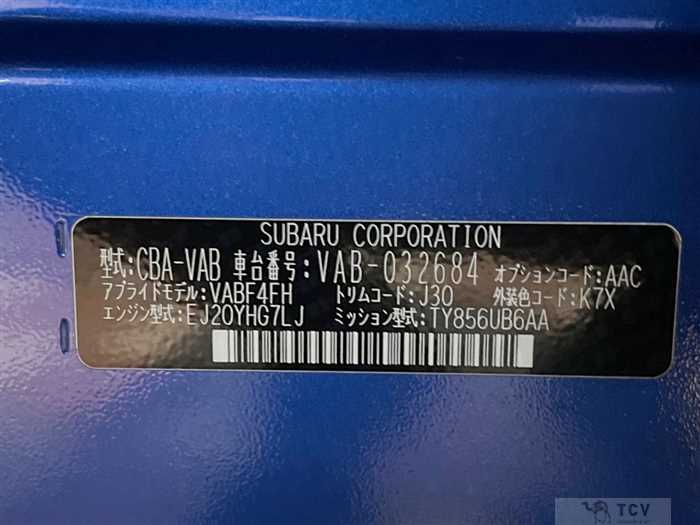 SUBARU CORPORATION
型式:CBA-VAB 車台番号:VAB-032684 オプションコード:AAC
アプライドモデル:VABF4FH トリムコード:J30 外装色コード:K7X
エンジン型式:EJ20YHG7LJ ミッション型式:TY856UB6AA
TCV